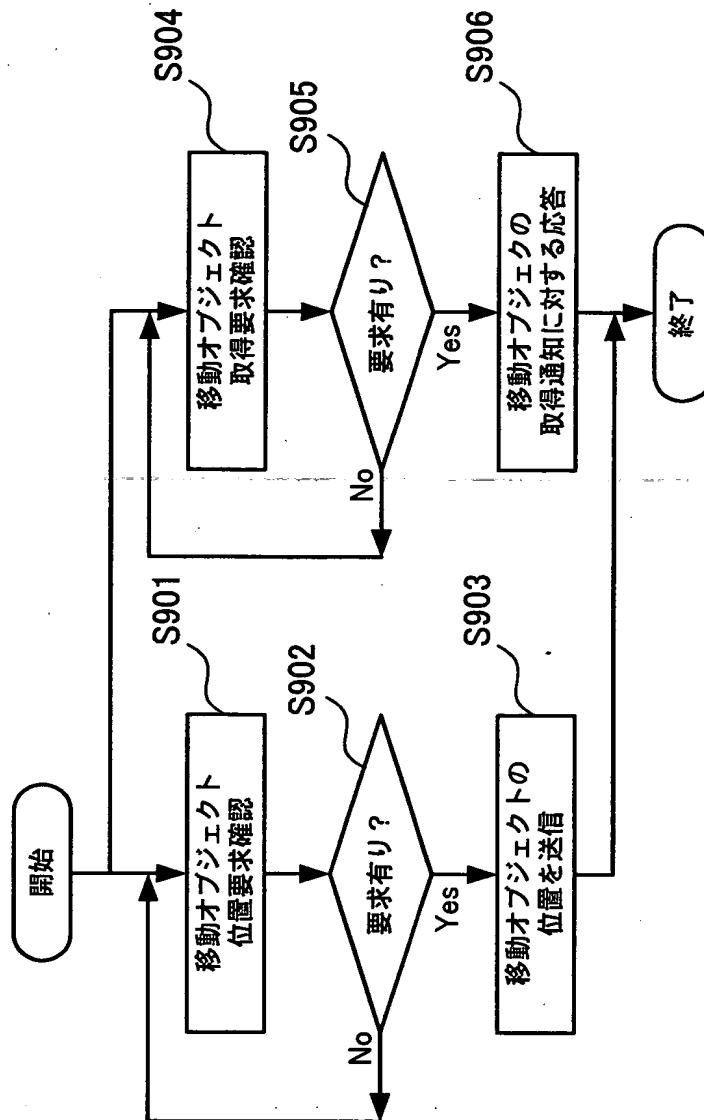 開始
移動オブジェクト
位置要求確認
S901
要求有り?
S902
No
Yes
移動オブジェクトの
位置を送信
S903
移動オブジェクト
取得要求確認
S904
要求有り?
S905
No
Yes
移動オブジェクの
取得通知に対する応答
S906
終了